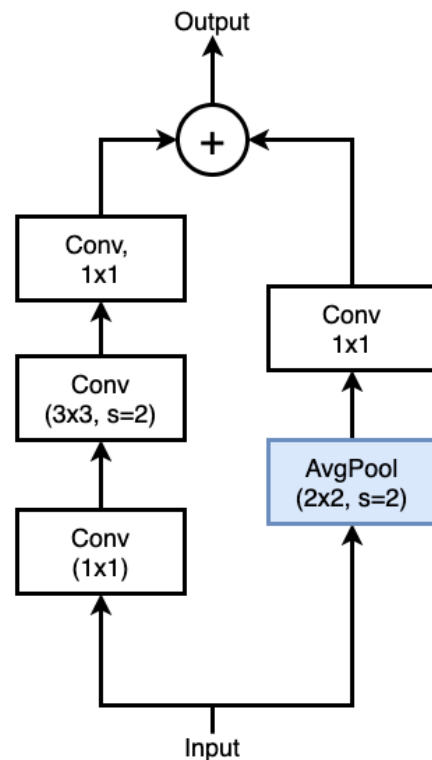 Output
+
Conv,
1x1
Conv
1x1
Conv
(3x3, s=2)
AvgPool
(2x2, s=2)
Conv
(1x1)
Input